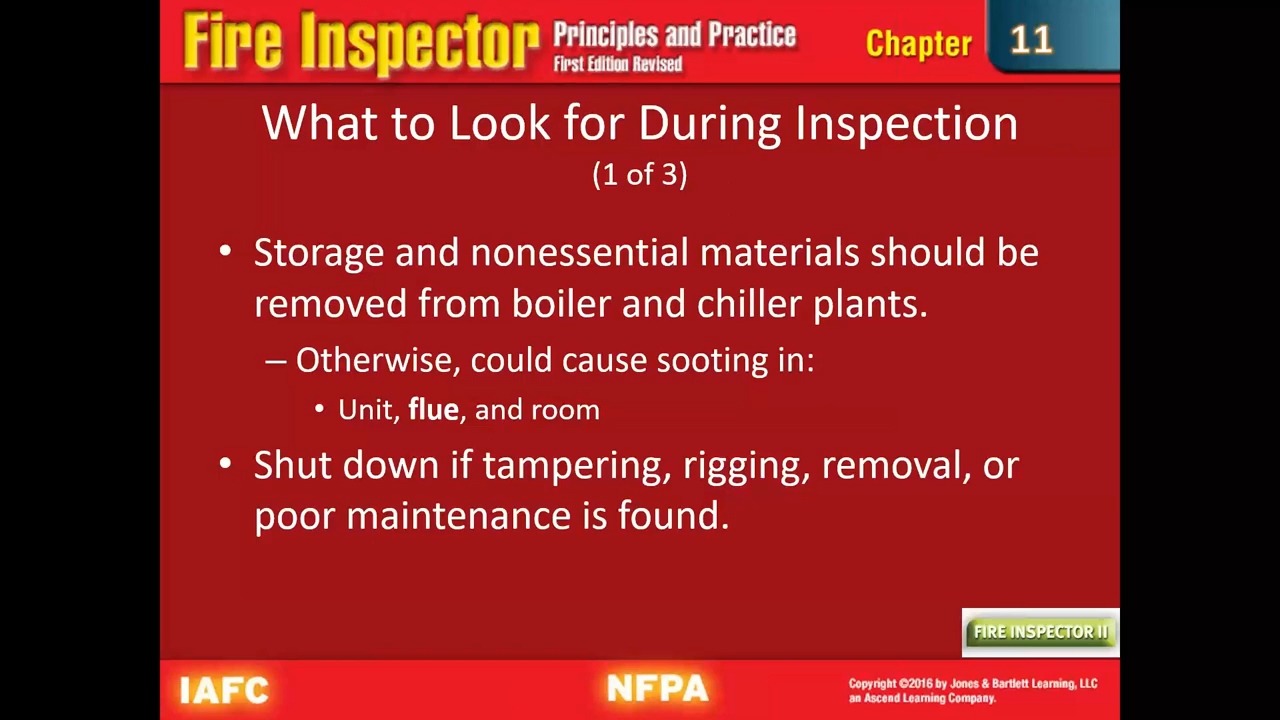 Fire Inspector Principles and Practice
First Edition Revised
Chapter 11
What to Look for During Inspection
(1 of 3)
• Storage and nonessential materials should be
removed from boiler and chiller plants.
– Otherwise, could cause sooting in:
• Unit, flue, and room
• Shut down if tampering, rigging, removal, or
poor maintenance is found.
FIRE INSPECTOR II
IAFC
NFPA
Copyright ©2016 by Jones & Bartlett Learning, LLC
an Ascend Learning Company.